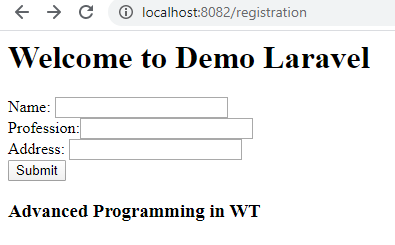 localhost:8082/registration
Welcome to Demo Laravel
Name:
Profession:
Address:
Submit
Advanced Programming in WT